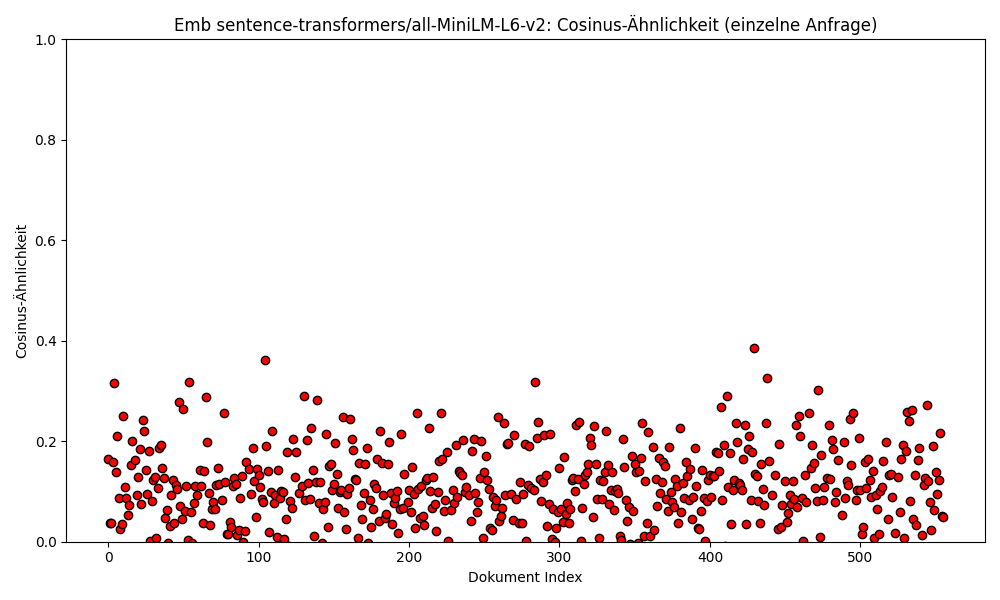 Emb sentence-transformers/all-MiniLM-L6-v2: Cosinus-Ähnlichkeit (einzelne Anfrage)
1.0
0.8
0.6
0.4
0.2
0.0
Cosinus-Ähnlichkeit
0 100 200 300 400 500
Dokument Index